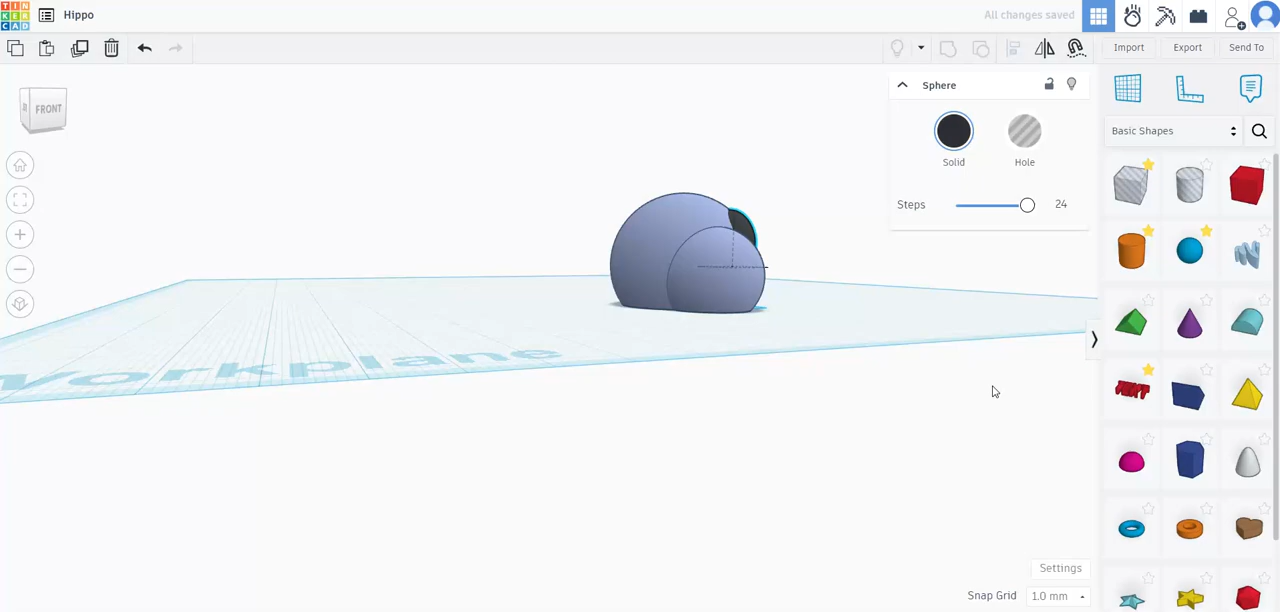 TIN
KER
CAD
Hippo
All changes saved
Import
Export
Send To
FRONT
Sphere
Solid
Hole
Steps
24
Basic Shapes
TEXT
Workplane
Settings
Snap Grid
1.0 mm